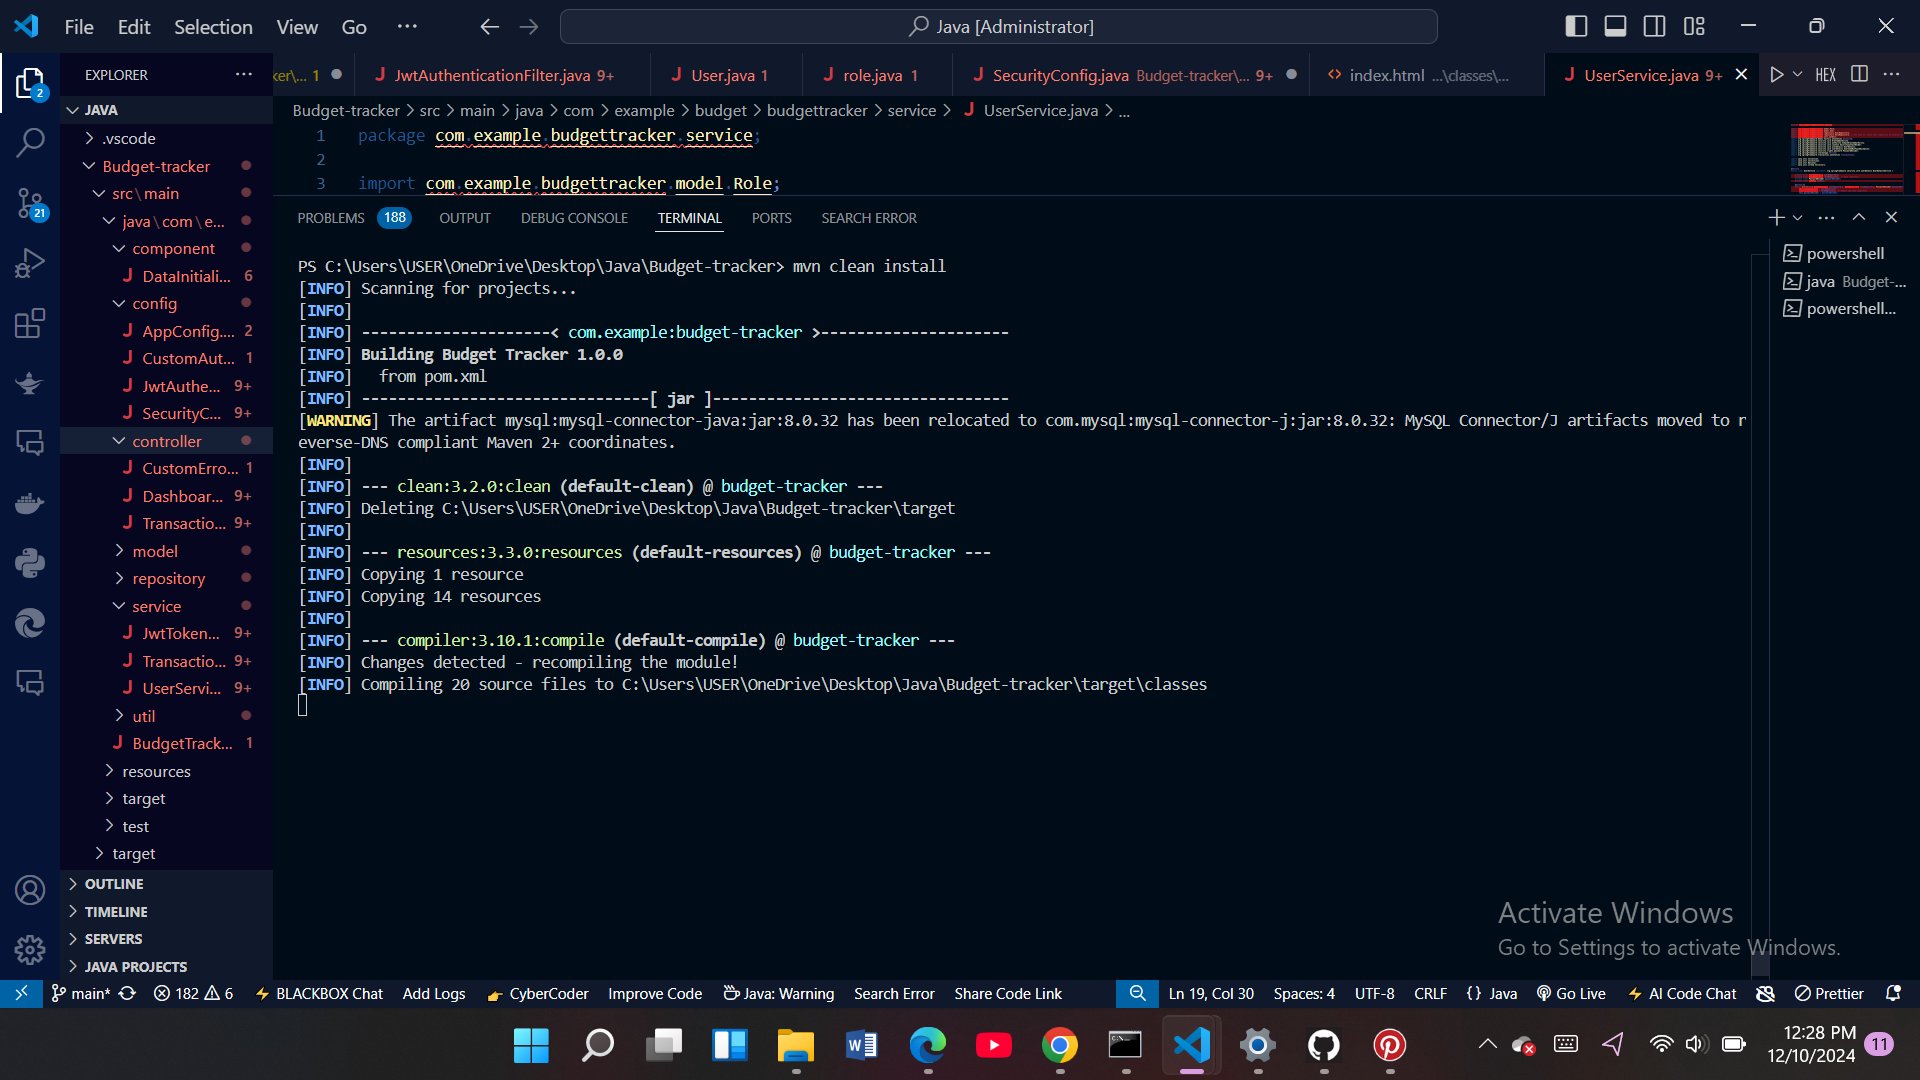 File Edit Selection View Go ··· Java [Administrator]
EXPLORER ···
ker\... 1
JwtAuthenticationFilter.java 9+
User.java 1
role.java 1
SecurityConfig.java Budget-tracker\... 9+
index.html ...\classes\...
UserService.java 9+
HEX
JAVA
.vscode
Budget-tracker
src\main
java\com\e...
component
DataInitiali... 6
config
AppConfig.... 2
CustomAut... 1
JwtAuthe... 9+
SecurityC... 9+
controller
CustomErro... 1
Dashboar... 9+
Transactio... 9+
model
repository
service
JwtToken... 9+
Transactio... 9+
UserServi... 9+
util
BudgetTrack... 1
resources
target
test
target
OUTLINE
TIMELINE
SERVERS
JAVA PROJECTS
2
21
Budget-tracker > src > main > java > com > example > budget > budgettracker > service > UserService.java > ...
1 package com.example.budgettracker.service;
2
3 import com.example.budgettracker.model.Role;
PROBLEMS 188 OUTPUT DEBUG CONSOLE TERMINAL PORTS SEARCH ERROR
powershell
java Budget-...
powershell...
PS C:\Users\USER\OneDrive\Desktop\Java\Budget-tracker> mvn clean install
[INFO] Scanning for projects...
[INFO]
[INFO] ---------------------< com.example:budget-tracker >---------------------
[INFO] Building Budget Tracker 1.0.0
[INFO]   from pom.xml
[INFO] --------------------------------[ jar ]---------------------------------
[WARNING] The artifact mysql:mysql-connector-java:jar:8.0.32 has been relocated to com.mysql:mysql-connector-j:jar:8.0.32: MySQL Connector/J artifacts moved to r
everse-DNS compliant Maven 2+ coordinates.
[INFO]
[INFO] --- clean:3.2.0:clean (default-clean) @ budget-tracker ---
[INFO] Deleting C:\Users\USER\OneDrive\Desktop\Java\Budget-tracker\target
[INFO]
[INFO] --- resources:3.3.0:resources (default-resources) @ budget-tracker ---
[INFO] Copying 1 resource
[INFO] Copying 14 resources
[INFO]
[INFO] --- compiler:3.10.1:compile (default-compile) @ budget-tracker ---
[INFO] Changes detected - recompiling the module!
[INFO] Compiling 20 source files to C:\Users\USER\OneDrive\Desktop\Java\Budget-tracker\target\classes
Activate Windows
Go to Settings to activate Windows.
main* 182 6 BLACKBOX Chat Add Logs CyberCoder Improve Code Java: Warning Search Error Share Code Link Ln 19, Col 30 Spaces: 4 UTF-8 CRLF {} Java Go Live AI Code Chat Prettier
12:28 PM
12/10/2024
11